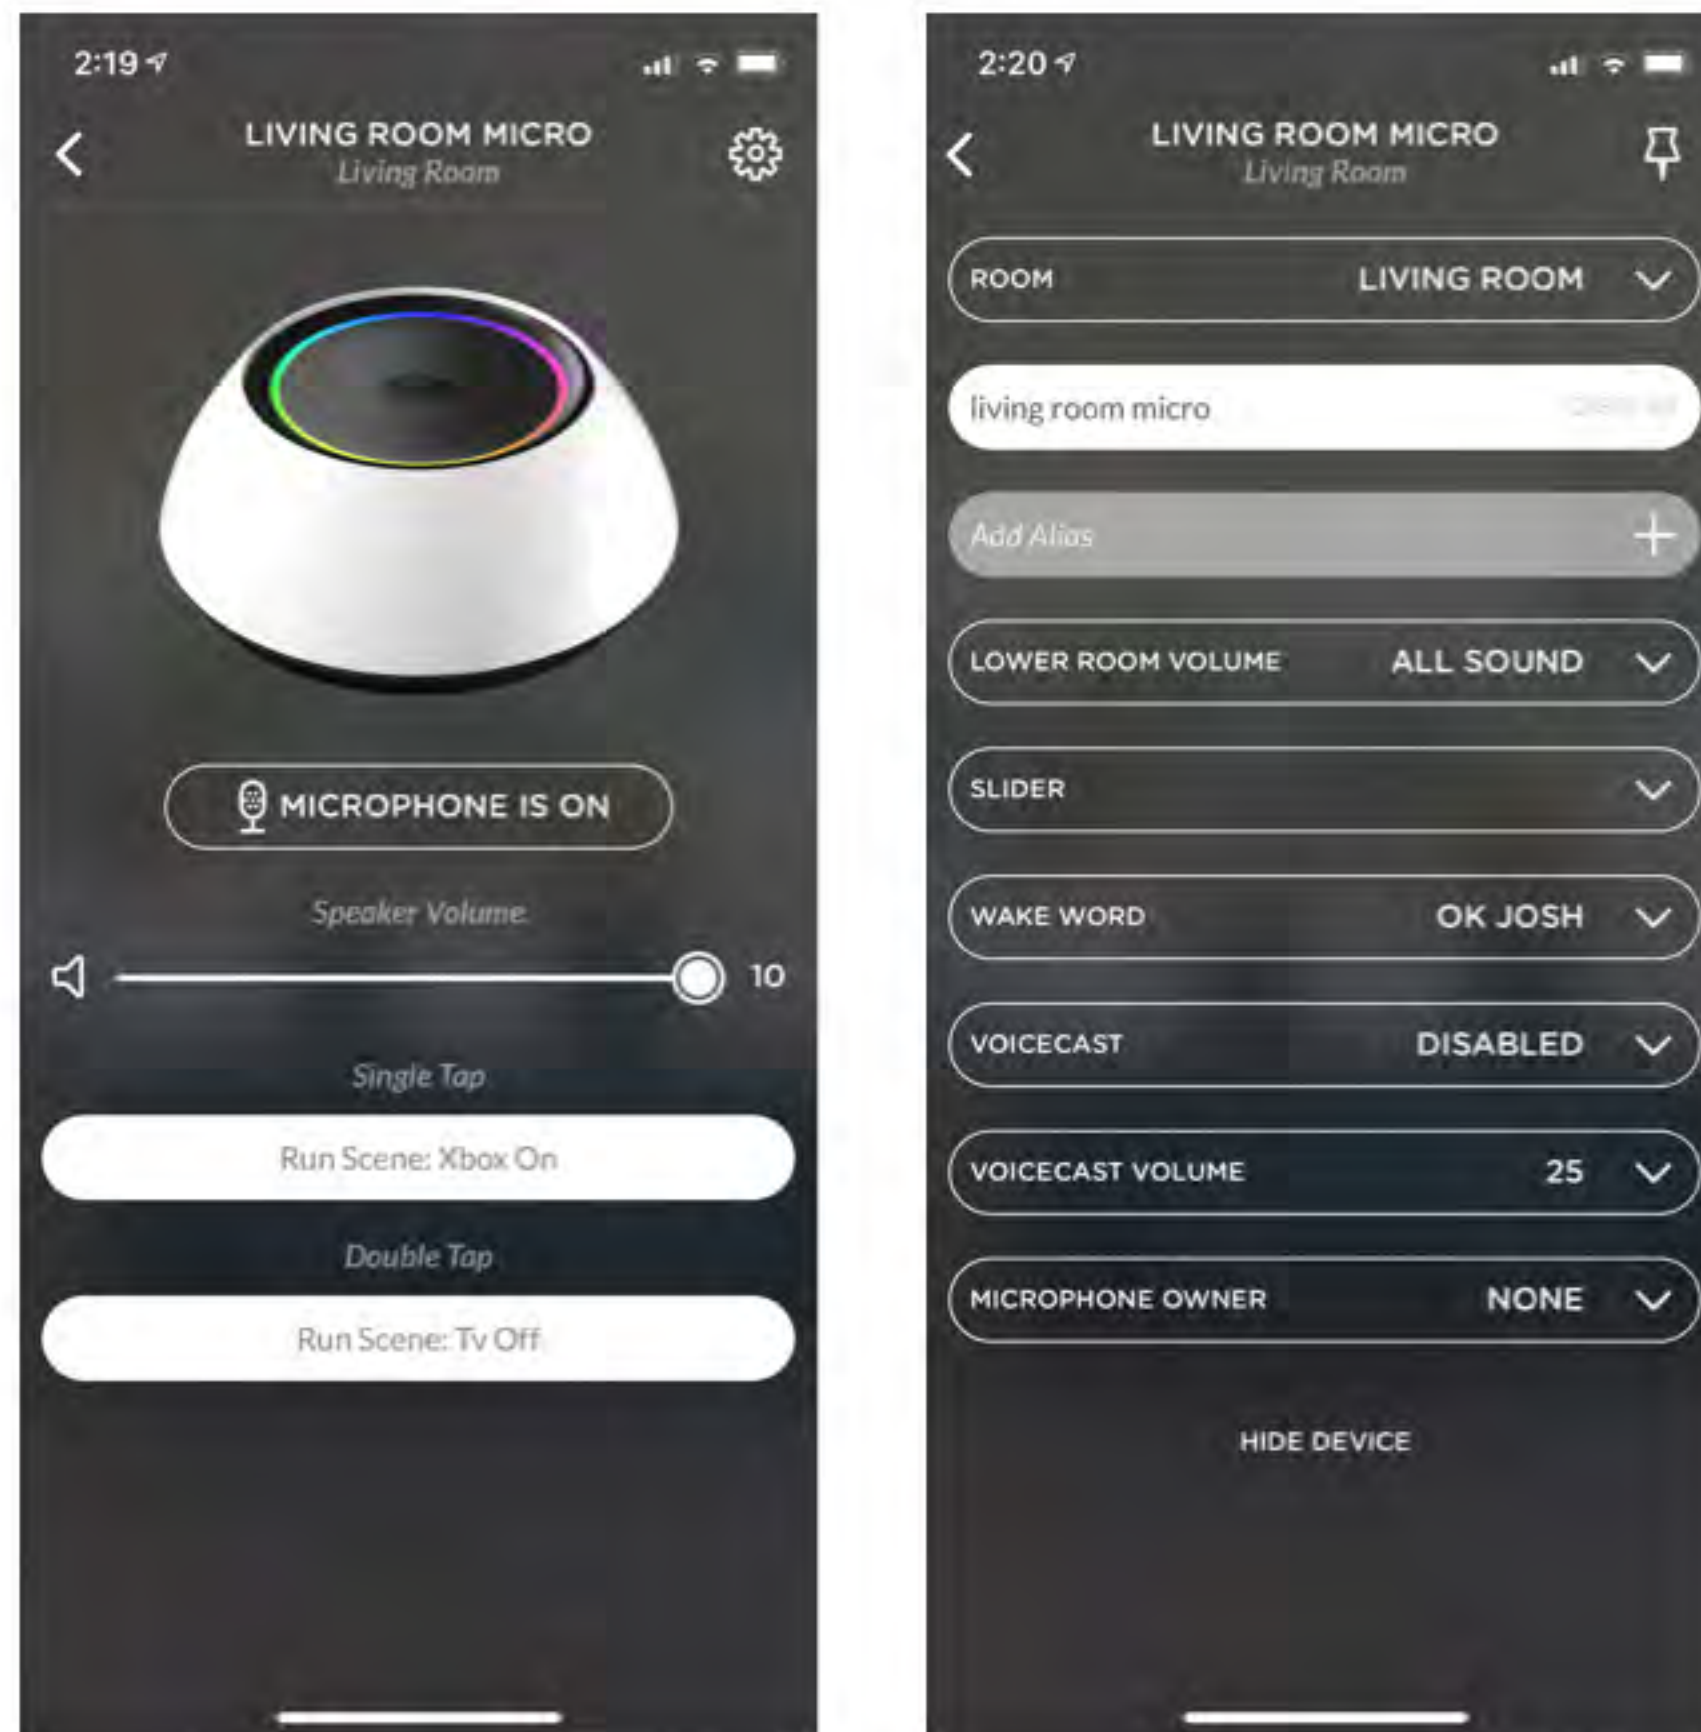 2:19
LIVING ROOM MICRO
Living Room
MICROPHONE IS ON
Speaker Volume
10
Single Tap
Run Scene: Xbox On
Double Tap
Run Scene: Tv Off
2:20
LIVING ROOM MICRO
Living Room
ROOM LIVING ROOM
living room micro
Add Alias
LOWER ROOM VOLUME ALL SOUND
SLIDER
WAKE WORD OK JOSH
VOICECAST DISABLED
VOICECAST VOLUME 25
MICROPHONE OWNER NONE
HIDE DEVICE